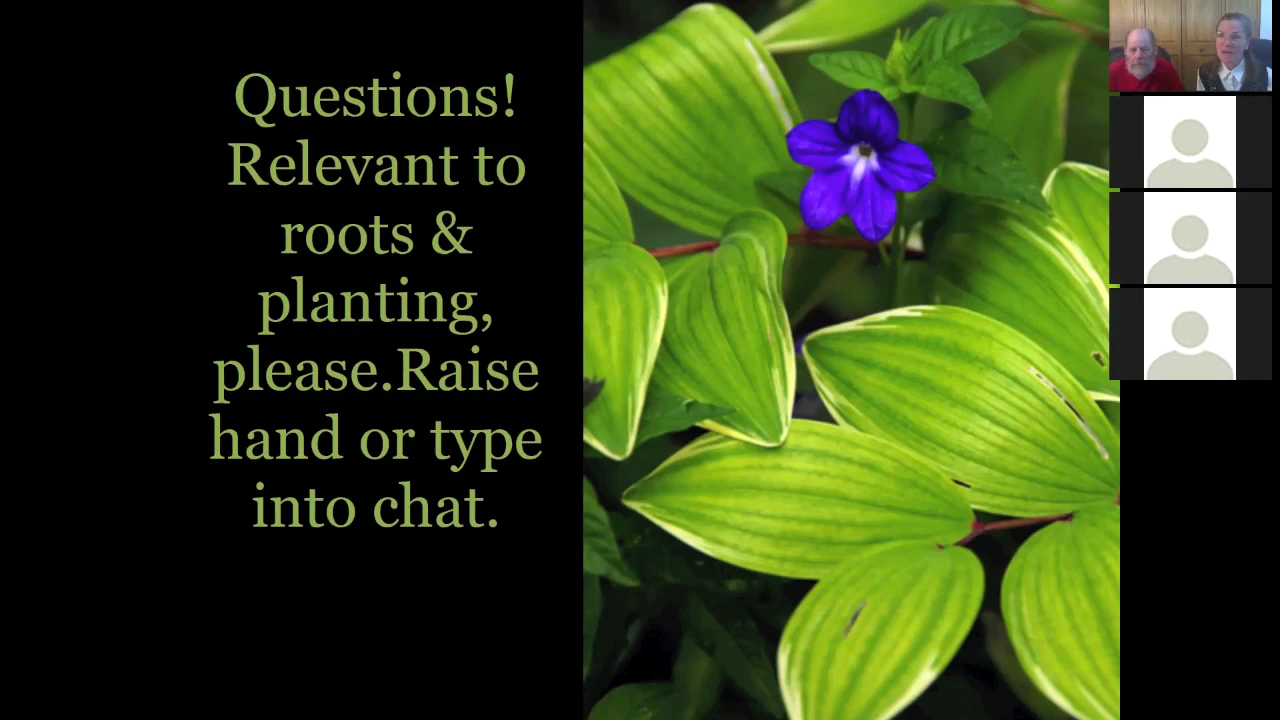 Questions!
Relevant to
roots &
planting,
please.Raise
hand or type
into chat.